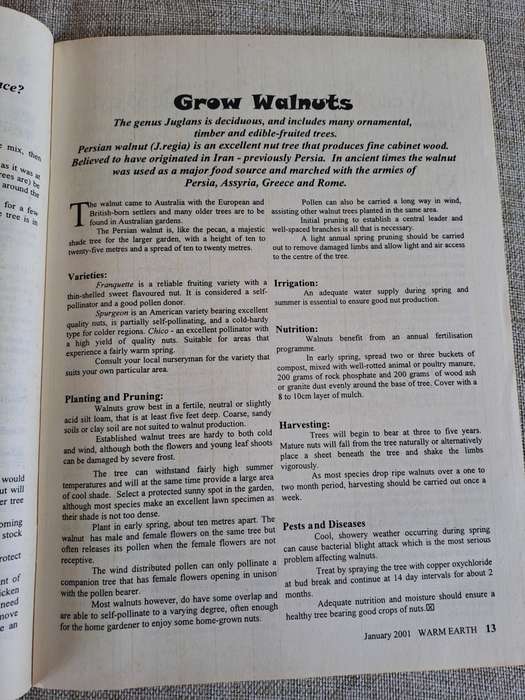 ce?
mix, then
as it was at
rees are) be
around the
for a few
tree is in
would
ut will
er tree
oming
stock
rotect
nt of
icken
need
move
e an
Grow Walnuts
The genus Juglans is deciduous, and includes many ornamental,
timber and edible-fruited trees.
Persian walnut (J.regia) is an excellent nut tree that produces fine cabinet wood.
Believed to have originated in Iran - previously Persia. In ancient times the walnut
was used as a major food source and marched with the armies of
Persia, Assyria, Greece and Rome.
The walnut came to Australia with the European and
British-born settlers and many older trees are to be
found in Australian gardens.
The Persian walnut is, like the pecan, a majestic
shade tree for the larger garden, with a height of ten to
twenty-five metres and a spread of ten to twenty metres.
Varieties:
Franquette is a reliable fruiting variety with a
thin-shelled sweet flavoured nut. It is considered a self-
pollinator and a good pollen donor.
Spurgeon is an American variety bearing excellent
quality nuts, is partially self-pollinating, and a cold-hardy
type for colder regions. Chico - an excellent pollinator with
a high yield of quality nuts. Suitable for areas that
experience a fairly warm spring.
Consult your local nurseryman for the variety that
suits your own particular area.
Planting and Pruning:
Walnuts grow best in a fertile, neutral or slightly
acid silt loam, that is at least five feet deep. Coarse, sandy
soils or clay soil are not suited to walnut production.
Established walnut trees are hardy to both cold
and wind, although both the flowers and young leaf shoots
can be damaged by severe frost.
The tree can withstand fairly high summer
temperatures and will at the same time provide a large area
of cool shade. Select a protected sunny spot in the garden,
although most species make an excellent lawn specimen as
their shade is not too dense.
Plant in early spring, about ten metres apart. The
walnut has male and female flowers on the same tree but
often releases its pollen when the female flowers are not
receptive.
The wind distributed pollen can only pollinate a
companion tree that has female flowers opening in unison
with the pollen bearer.
Most walnuts however, do have some overlap and
are able to self-pollinate to a varying degree, often enough
for the home gardener to enjoy some home-grown nuts.
Pollen can also be carried a long way in wind,
assisting other walnut trees planted in the same area.
Initial pruning to establish a central leader and
well-spaced branches is all that is necessary.
A light annual spring pruning should be carried
out to remove damaged limbs and allow light and air access
to the centre of the tree.
Irrigation:
An adequate water supply during spring and
summer is essential to ensure good nut production.
Nutrition:
Walnuts benefit from an annual fertilisation
programme.
In early spring, spread two or three buckets of
compost, mixed with well-rotted animal or poultry manure,
200 grams of rock phosphate and 200 grams of wood ash
or granite dust evenly around the base of tree. Cover with a
8 to 10cm layer of mulch.
Harvesting:
Trees will begin to bear at three to five years.
Mature nuts will fall from the tree naturally or alternatively
place a sheet beneath the tree and shake the limbs
vigorously.
As most species drop ripe walnuts over a one to
two month period, harvesting should be carried out once a
week.
Pests and Diseases
Cool, showery weather occurring during spring
can cause bacterial blight attack which is the most serious
problem affecting walnuts.
Treat by spraying the tree with copper oxychloride
at bud break and continue at 14 day intervals for about 2
months.
Adequate nutrition and moisture should ensure a
healthy tree bearing good crops of nuts.
January 2001 WARM EARTH 13